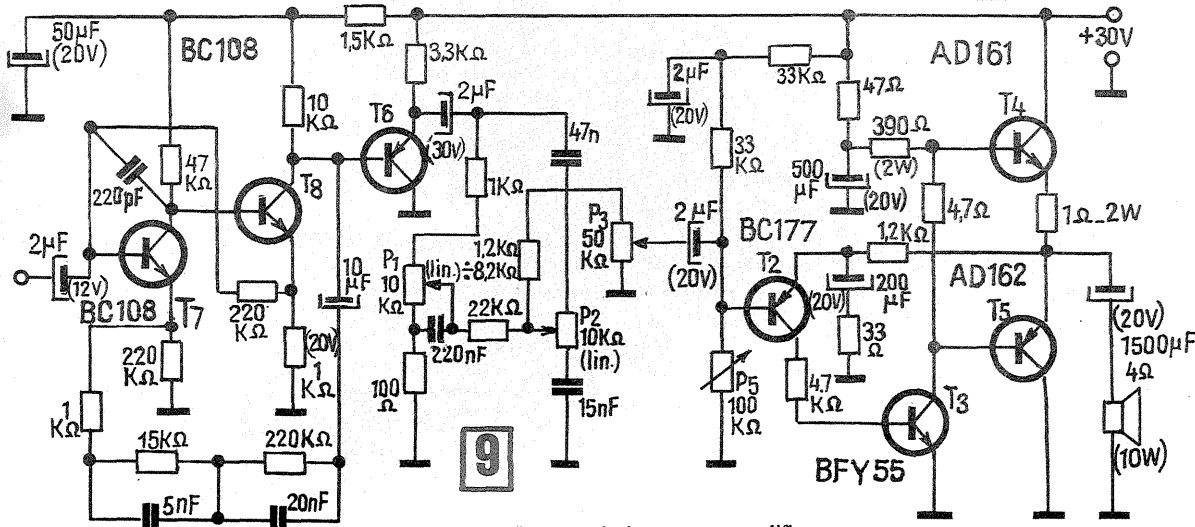 50µF
(20V)
BC108
1,5KΩ
3,3KΩ
2µF
(30V)
47n
2µF
(20V)
33KΩ
47Ω
AD161
+30V
T4
390Ω
(2W)
10
KΩ
T6
47
KΩ
220pF
T8
1KΩ
33
KΩ
500
µF
(20V)
4,7Ω
1Ω_2W
2µF
(12V)
BC108
T7
220
KΩ
10
µF
(20V)
P1
10
KΩ
(lin.)
1,2KΩ
÷8,2KΩ
P3
50
KΩ
2µF
(20V)
BC177
T2
1,2KΩ
200
µF
(20V)
AD162
T5
220
KΩ
1
KΩ
22KΩ
220nF
P2
10KΩ
(lin.)
33
Ω
(20V)
1500µF
4Ω
1
KΩ
100
Ω
15nF
P5
100
KΩ
4.7
KΩ
T3
BFY55
(10W)
15KΩ
220KΩ
5nF
20nF
9